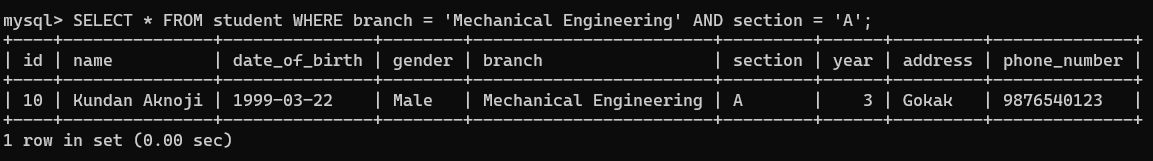 mysql> SELECT * FROM student WHERE branch = 'Mechanical Engineering' AND section = 'A';
+----+---------------+---------------+--------+------------------------+---------+------+---------+--------------+
| id | name          | date_of_birth | gender | branch                 | section | year | address | phone_number |
+----+---------------+---------------+--------+------------------------+---------+------+---------+--------------+
| 10 | Kundan Aknoji | 1999-03-22    | Male   | Mechanical Engineering | A       |    3 | Gokak   | 9876540123   |
+----+---------------+---------------+--------+------------------------+---------+------+---------+--------------+
1 row in set (0.00 sec)